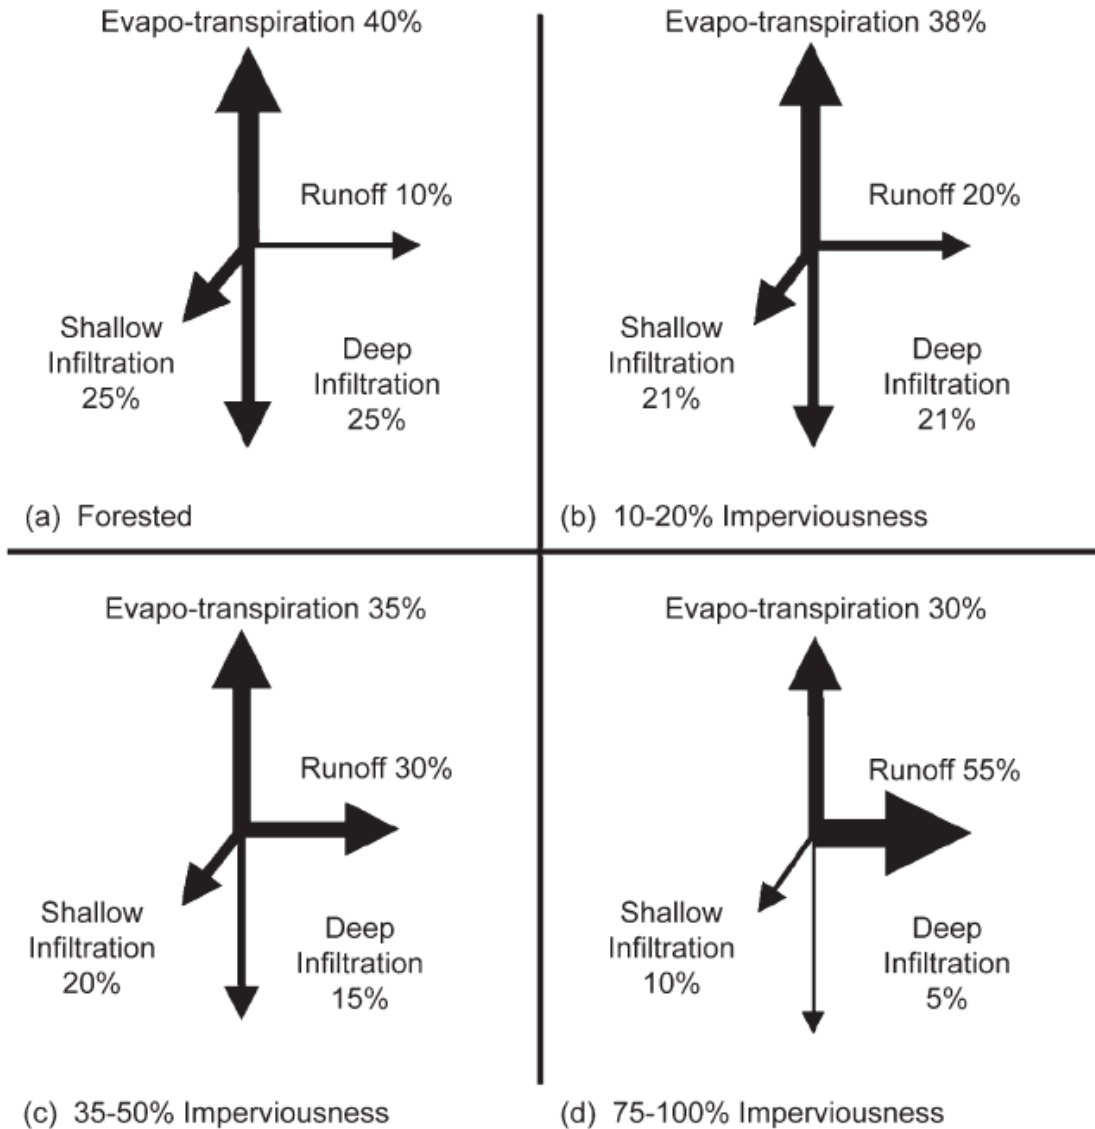 Evapo-transpiration 40%
Runoff 10%
Shallow
Infiltration
25%
Deep
Infiltration
25%
(a) Forested
Evapo-transpiration 38%
Runoff 20%
Shallow
Infiltration
21%
Deep
Infiltration
21%
(b) 10-20% Imperviousness
Evapo-transpiration 35%
Runoff 30%
Shallow
Infiltration
20%
Deep
Infiltration
15%
(c) 35-50% Imperviousness
Evapo-transpiration 30%
Runoff 55%
Shallow
Infiltration
10%
Deep
Infiltration
5%
(d) 75-100% Imperviousness